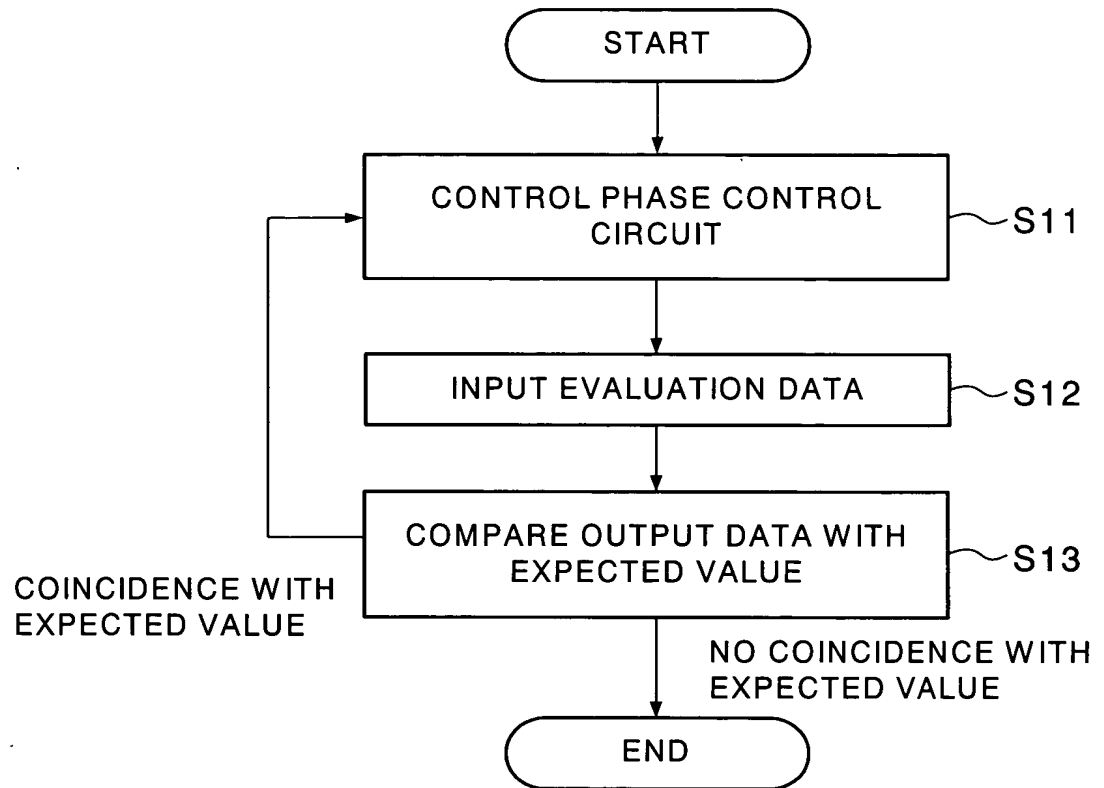 START
CONTROL PHASE CONTROL
CIRCUIT
S11
INPUT EVALUATION DATA
S12
COMPARE OUTPUT DATA WITH
EXPECTED VALUE
S13
COINCIDENCE WITH
EXPECTED VALUE
NO COINCIDENCE WITH
EXPECTED VALUE
END